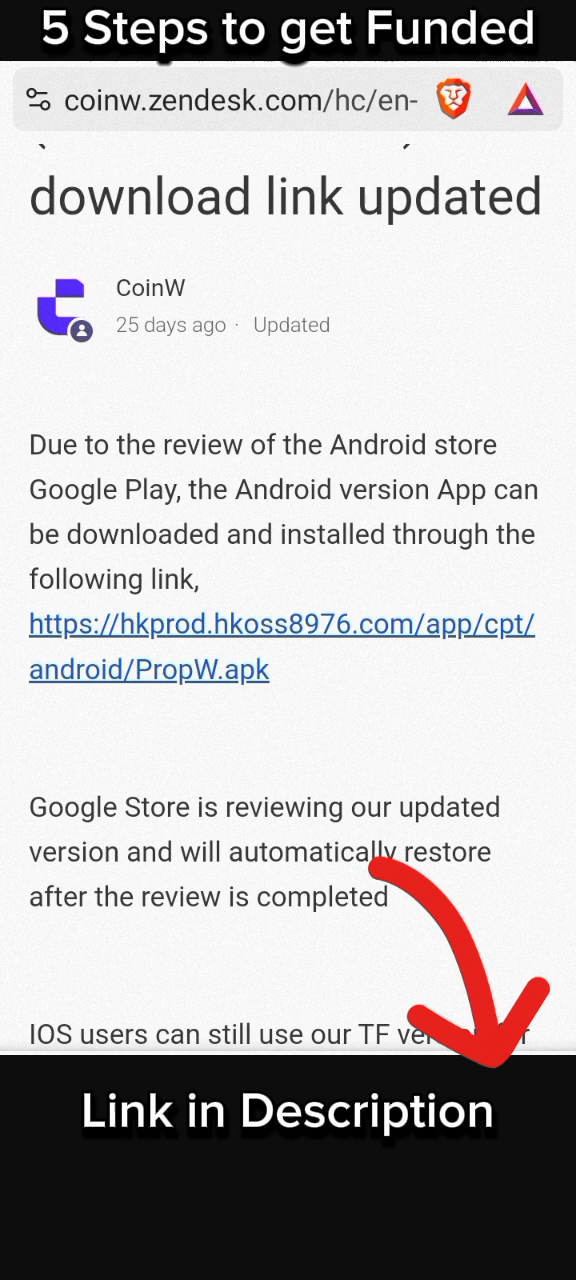 5 Steps to get Funded
coinw.zendesk.com/hc/en-
download link updated
CoinW
25 days ago · Updated
Due to the review of the Android store
Google Play, the Android version App can
be downloaded and installed through the
following link,
https://hkprod.hkoss8976.com/app/cpt/
android/PropW.apk
Google Store is reviewing our updated
version and will automatically restore
after the review is completed
IOS users can still use our TF
Link in Description